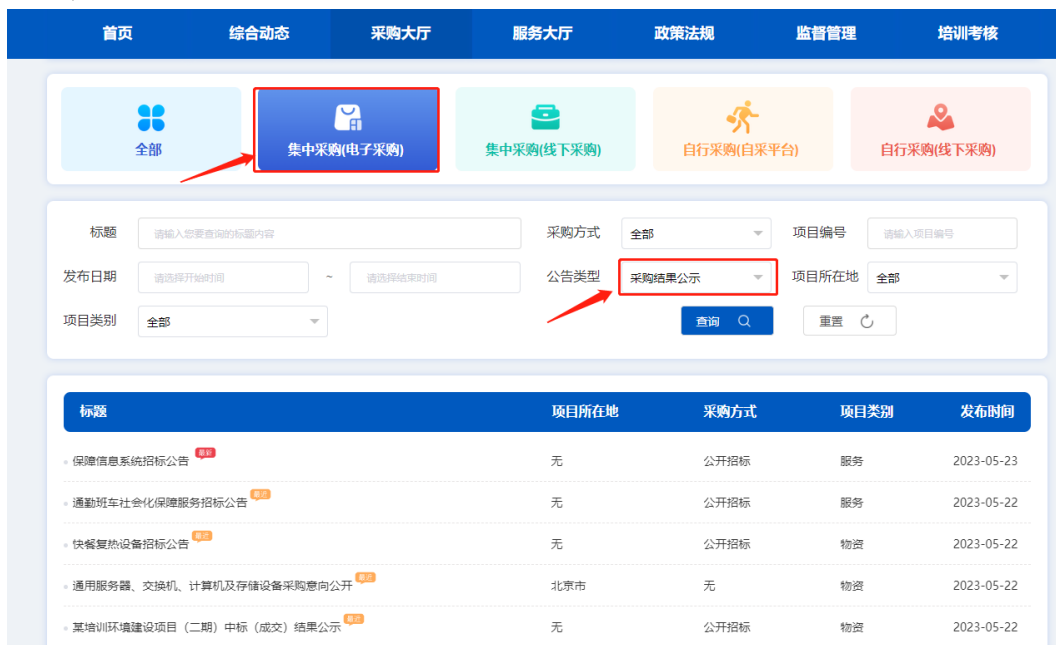 首页 综合动态 采购大厅 服务大厅 政策法规 监督管理 培训考核
全部 集中采购(电子采购) 集中采购(线下采购) 自行采购(自采平台) 自行采购(线下采购)
标题 请输入您要查询的标题内容 采购方式 全部 项目编号 请输入项目编号
发布日期 请选择开始时间 ~ 请选择结束时间 公告类型 采购结果公示 项目所在地 全部
项目类别 全部 查询 重置
标题 项目所在地 采购方式 项目类别 发布时间
保障信息系统招标公告 最新 无 公开招标 服务 2023-05-23
通勤班车社会化保障服务招标公告 最近 无 公开招标 服务 2023-05-22
快餐复热设备招标公告 最近 无 公开招标 物资 2023-05-22
通用服务器、交换机、计算机及存储设备采购意向公开 最近 北京市 无 物资 2023-05-22
某培训环境建设项目（二期）中标（成交）结果公示 最近 无 公开招标 物资 2023-05-22